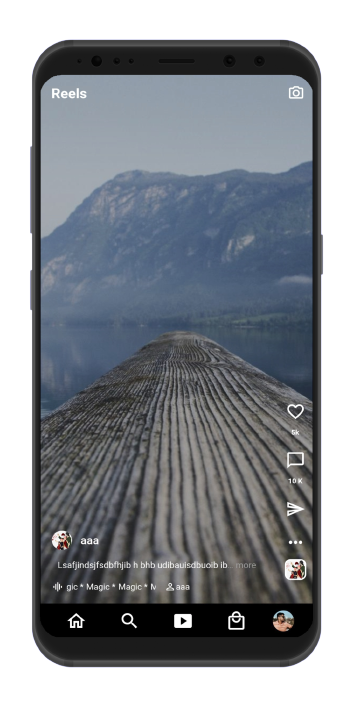 Reels
5k
10 K
aaa
Lsafjindsjfsdbfhjib h bhb udibauisdbuoib ib... more
gic * Magic * Magic * M aaa